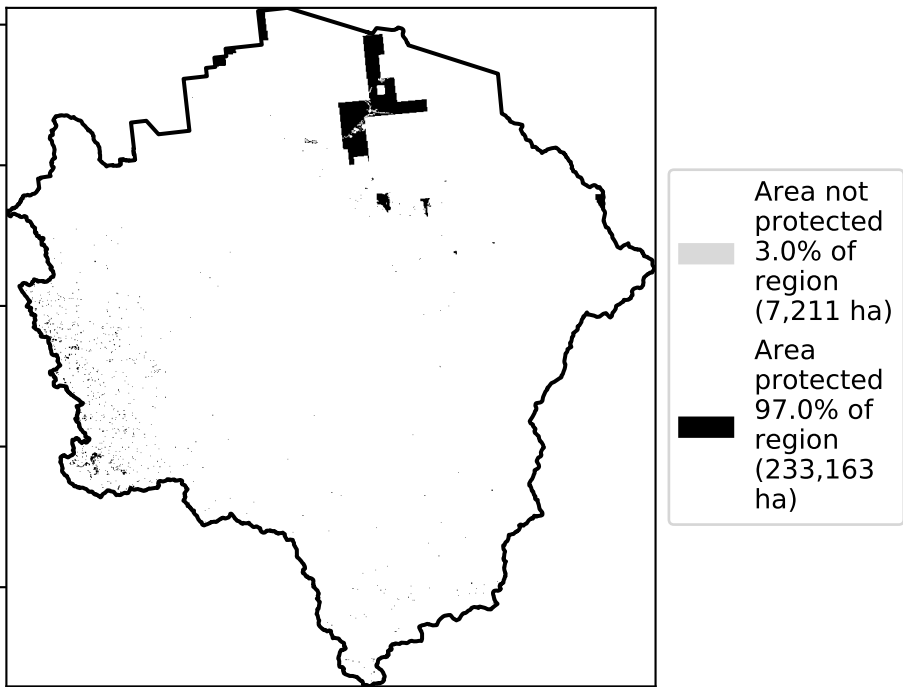 Area not
protected
3.0% of
region
(7,211 ha)
Area
protected
97.0% of
region
(233,163
ha)